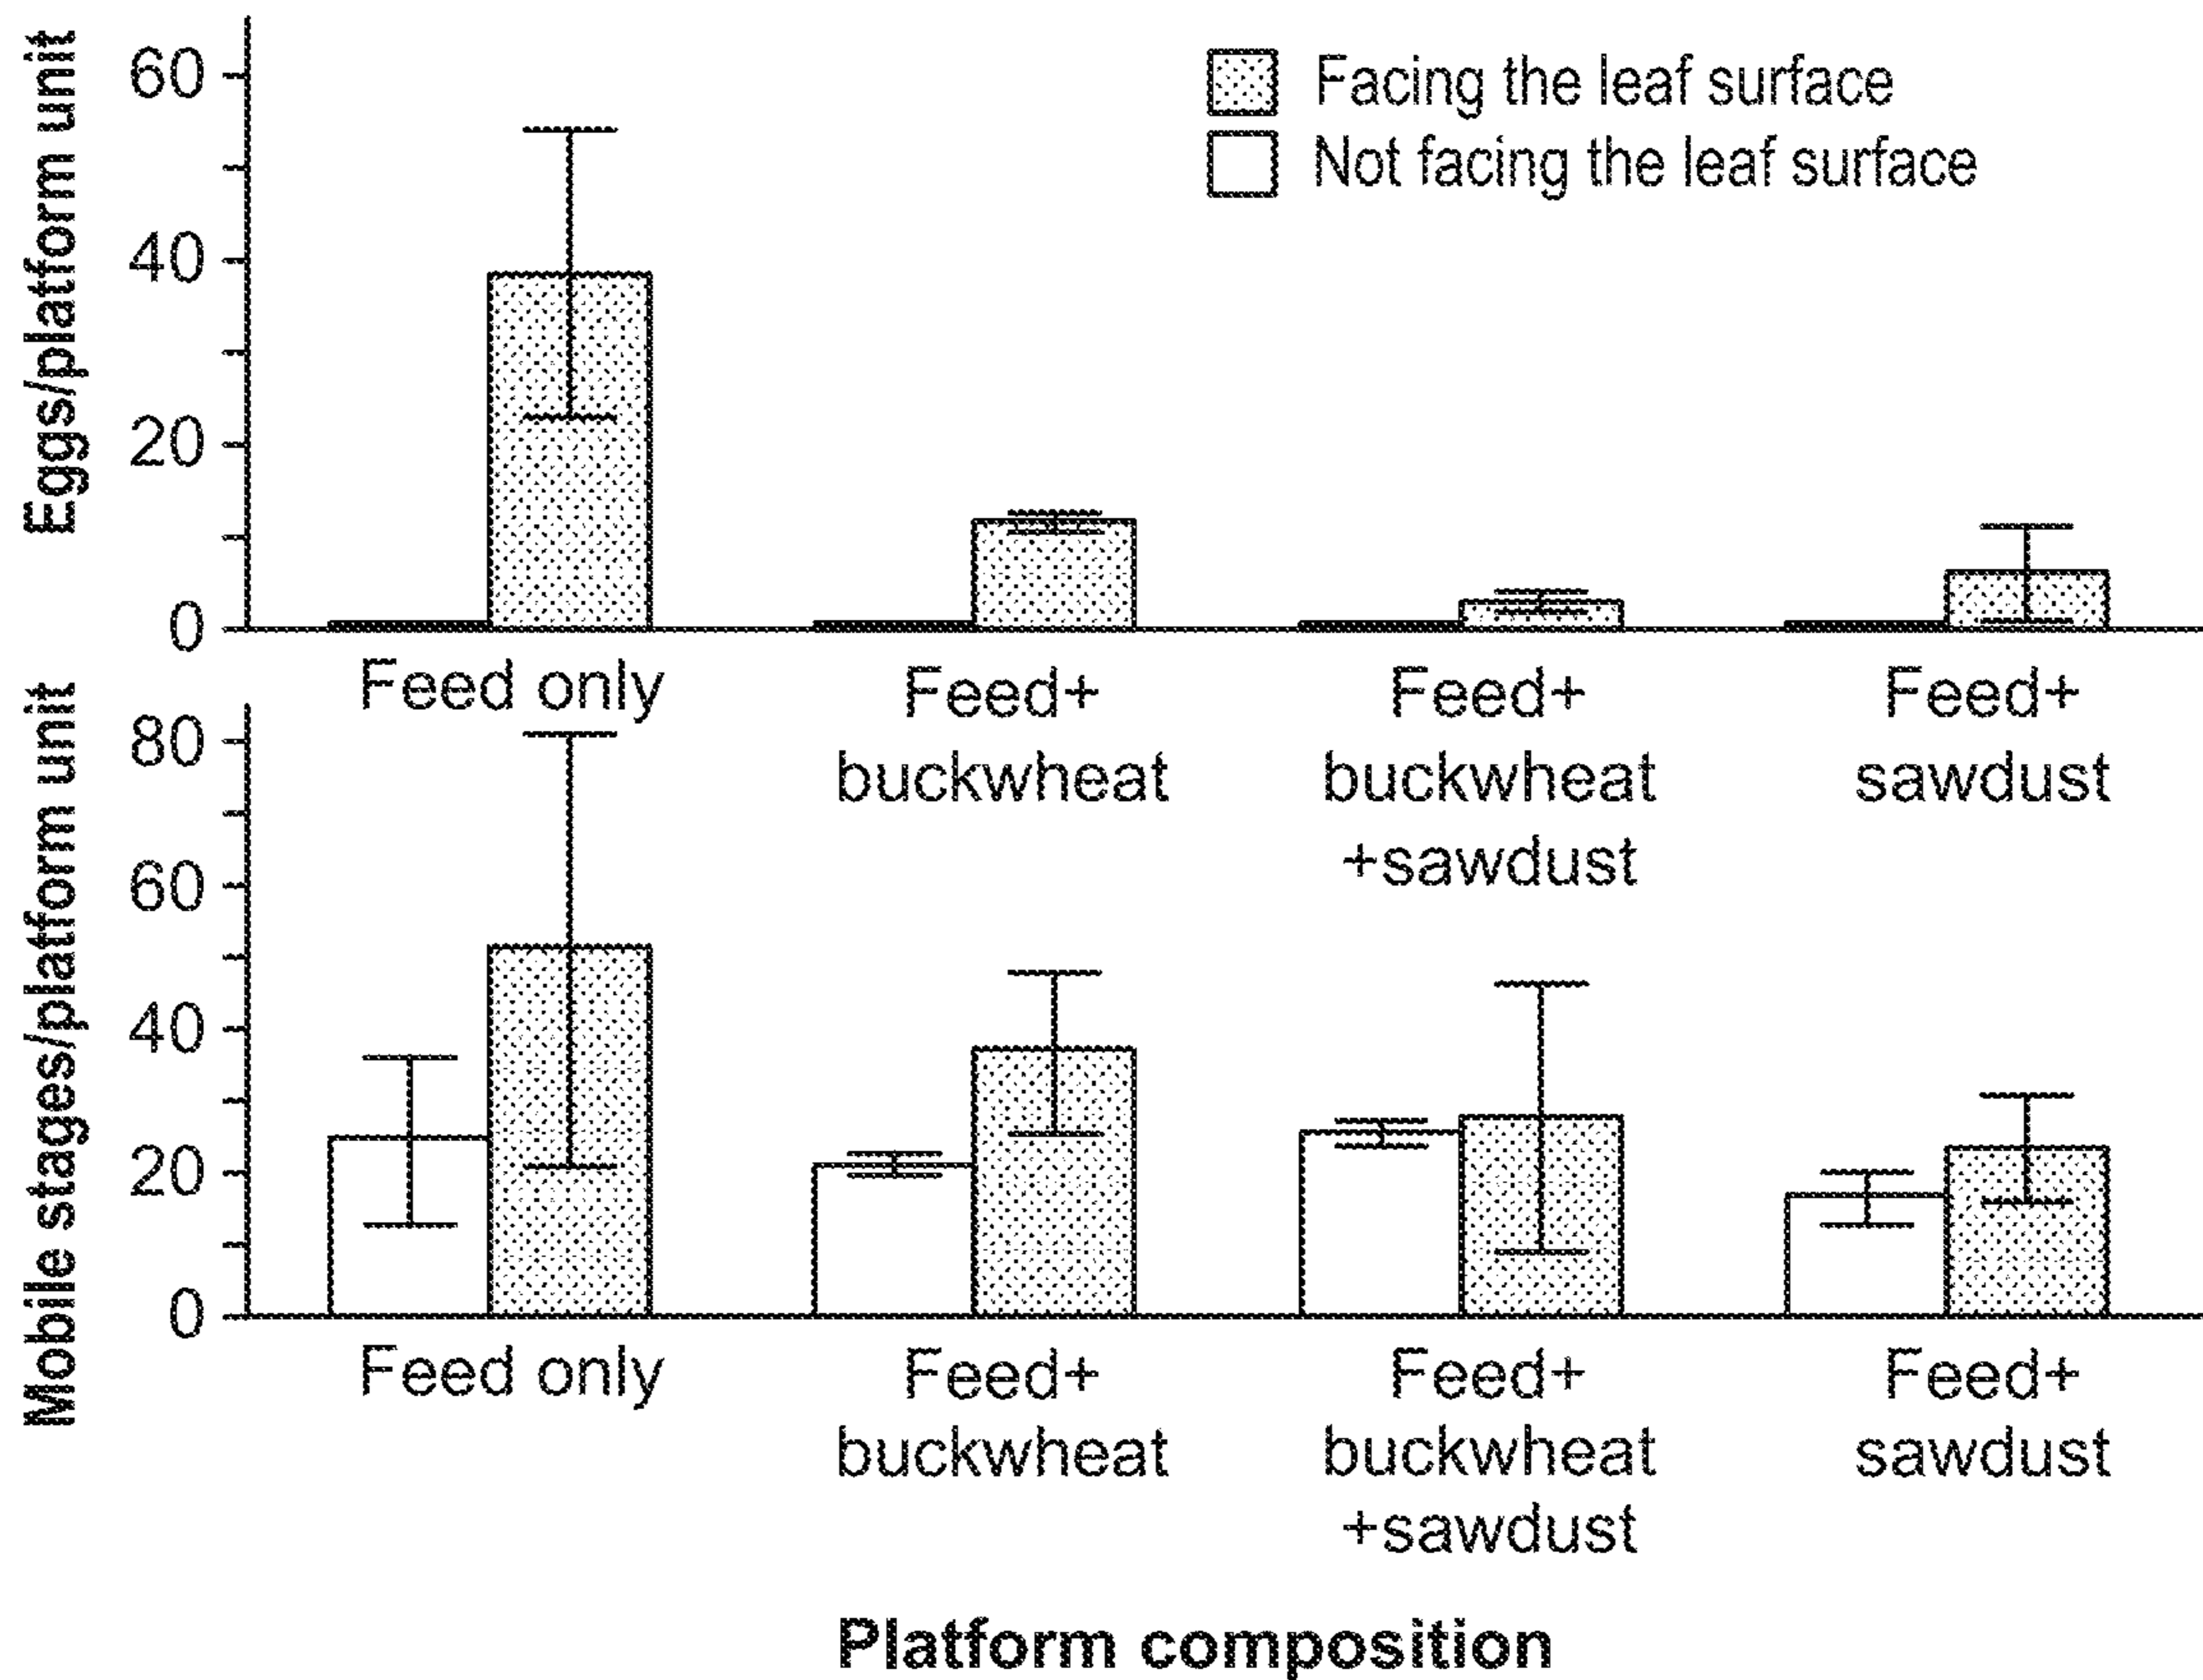 Eggs/platform unit
60
40
20
0
Facing the leaf surface
Not facing the leaf surface
Feed only
Feed+
buckwheat
Feed+
buckwheat
+sawdust
Feed+
sawdust
Mobile stages/platform unit
80
60
40
20
0
Feed only
Feed+
buckwheat
Feed+
buckwheat
+sawdust
Feed+
sawdust
Platform composition